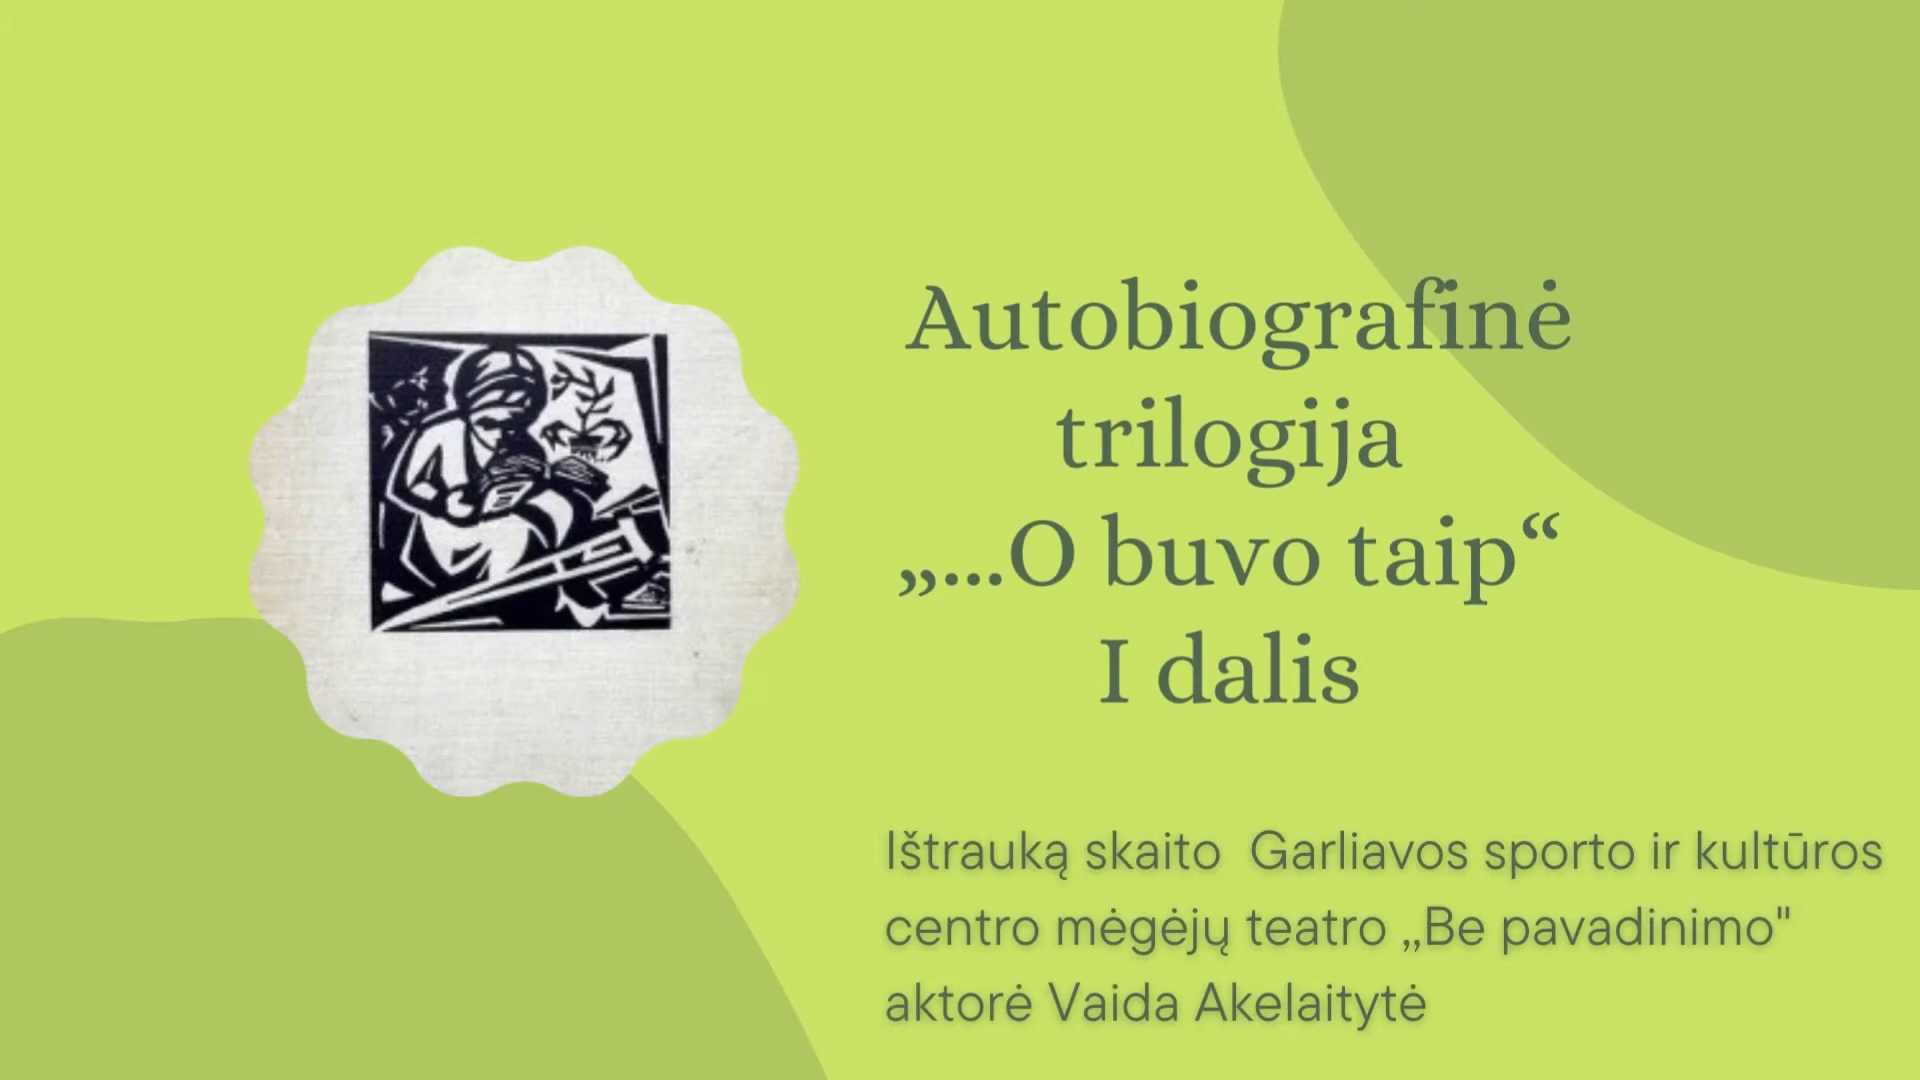 Autobiografinė
trilogija
„...O buvo taip“
I dalis
Ištrauką skaito  Garliavos sporto ir kultūros
centro mėgėjų teatro „Be pavadinimo"
aktorė Vaida Akelaitytė